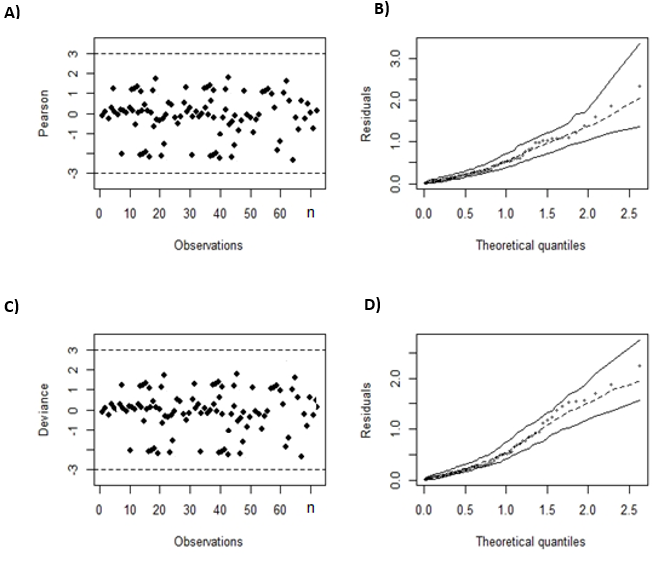 A)
Pearson
3
2
1
0
-1
-3
0 10 20 30 40 50 60 n
Observations
B)
Residuals
3.0
2.0
1.0
0.0
0.0 0.5 1.0 1.5 2.0 2.5
Theoretical quantiles
C)
Deviance
3
2
1
0
-1
-3
0 10 20 30 40 50 60 n
Observations
D)
Residuals
2.0
1.0
0.0
0.0 0.5 1.0 1.5 2.0 2.5
Theoretical quantiles